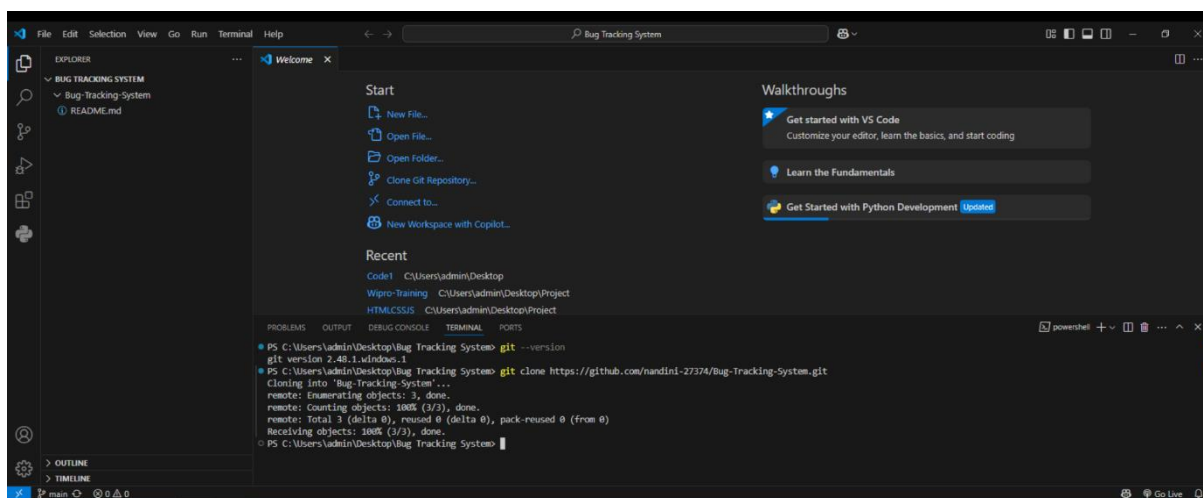 File Edit Selection View Go Run Terminal Help
Bug Tracking System
EXPLORER
BUG TRACKING SYSTEM
Bug-Tracking-System
README.md
Welcome
Start
New File...
Open File...
Open Folder...
Clone Git Repository...
Connect to...
New Workspace with Copilot...
Recent
Code1 C:\Users\admin\Desktop
Wipro-Training C:\Users\admin\Desktop\Project
HTMLCSSJS C:\Users\admin\Desktop\Project
Walkthroughs
Get started with VS Code
Customize your editor, learn the basics, and start coding
Learn the Fundamentals
Get Started with Python Development Updated
PROBLEMS OUTPUT DEBUG CONSOLE TERMINAL PORTS
powershell
PS C:\Users\admin\Desktop\Bug Tracking System> git --version
git version 2.48.1.windows.1
PS C:\Users\admin\Desktop\Bug Tracking System> git clone https://github.com/nandini-27374/Bug-Tracking-System.git
Cloning into 'Bug-Tracking-System'...
remote: Enumerating objects: 3, done.
remote: Counting objects: 100% (3/3), done.
remote: Total 3 (delta 0), reused 0 (delta 0), pack-reused 0 (from 0)
Receiving objects: 100% (3/3), done.
PS C:\Users\admin\Desktop\Bug Tracking System>
OUTLINE
TIMELINE
main 0 0 0
Go Live